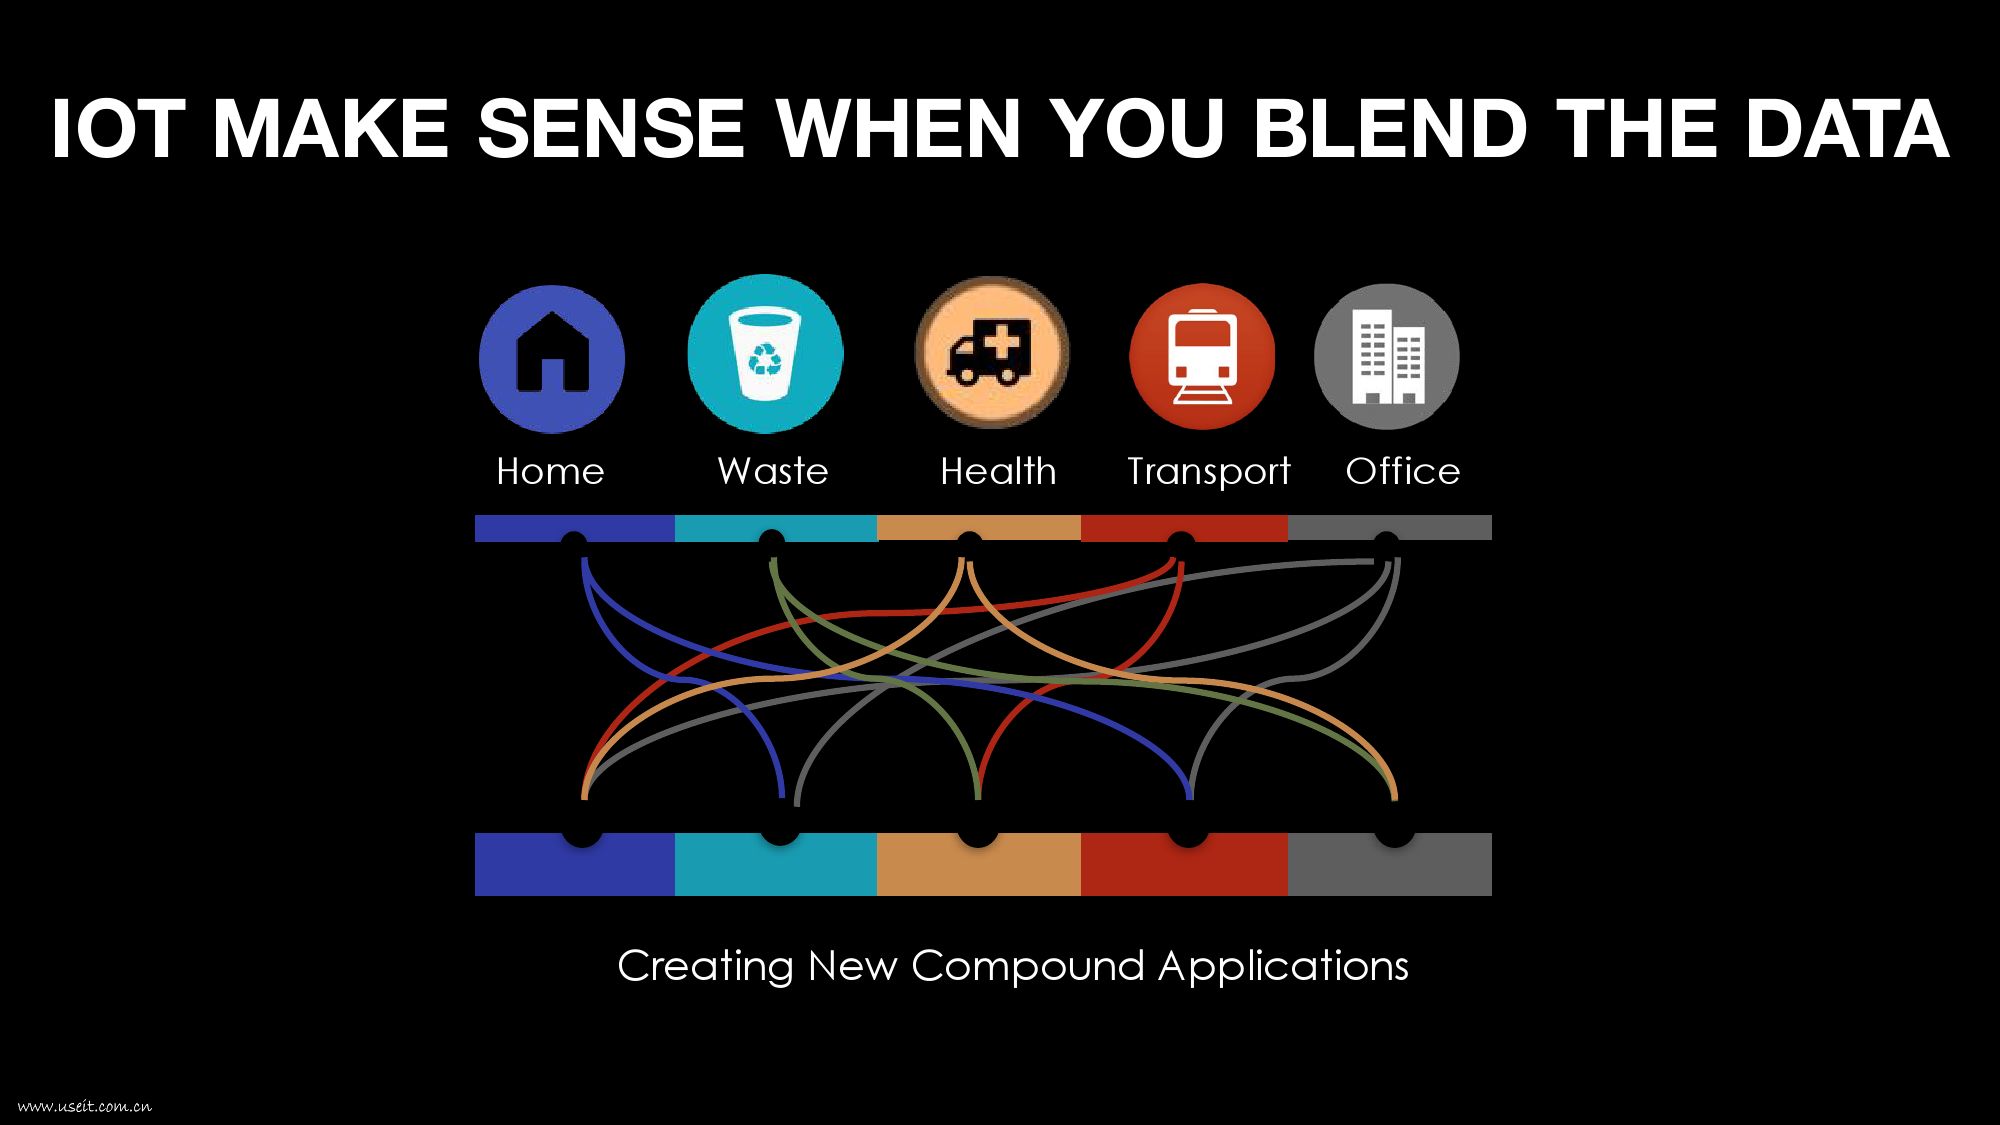 IOT MAKE SENSE WHEN YOU BLEND THE DATA
Home Waste Health Transport Office
Creating New Compound Applications
www.useit.com.cn